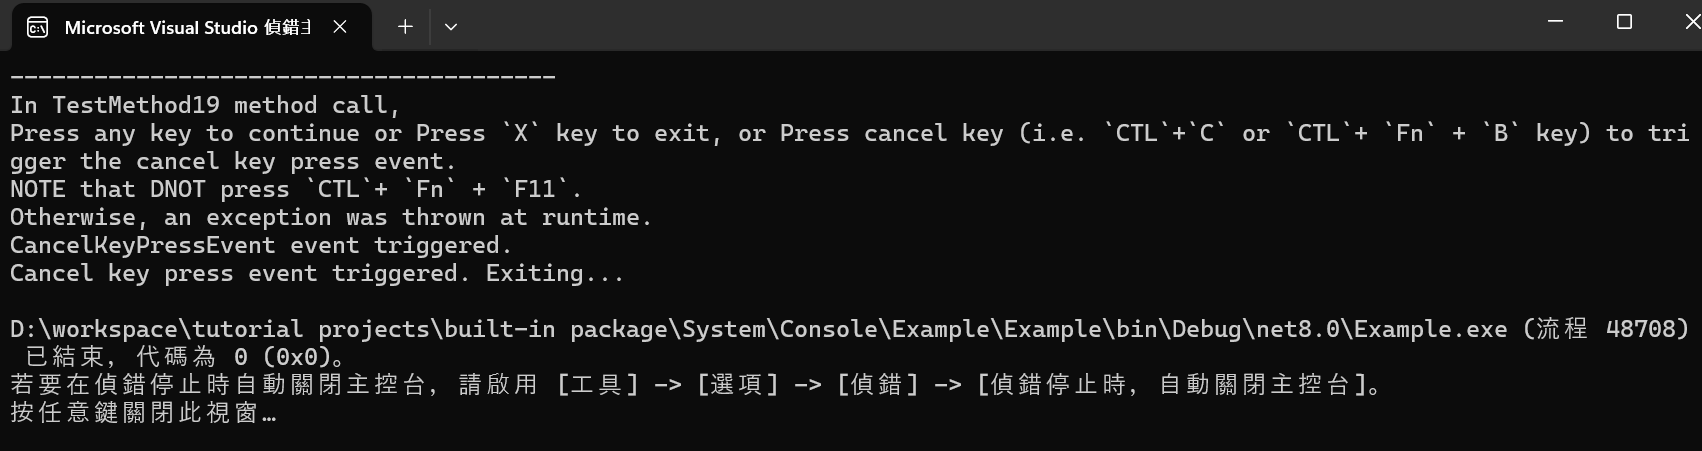 Microsoft Visual Studio 偵錯主
---------------------------------------
In TestMethod19 method call,
Press any key to continue or Press `X` key to exit, or Press cancel key (i.e. `CTL`+`C` or `CTL`+ `Fn` + `B` key) to tri
gger the cancel key press event.
NOTE that DNOT press `CTL`+ `Fn` + `F11`.
Otherwise, an exception was thrown at runtime.
CancelKeyPressEvent event triggered.
Cancel key press event triggered. Exiting...
D:\workspace\tutorial projects\built-in package\System\Console\Example\Example\bin\Debug\net8.0\Example.exe (流程 48708)
已結束，代碼為 0 (0x0)。
若要在偵錯停止時自動關閉主控台，請啟用 [工具] -> [選項] -> [偵錯] -> [偵錯停止時，自動關閉主控台]。
按任意鍵關閉此視窗…